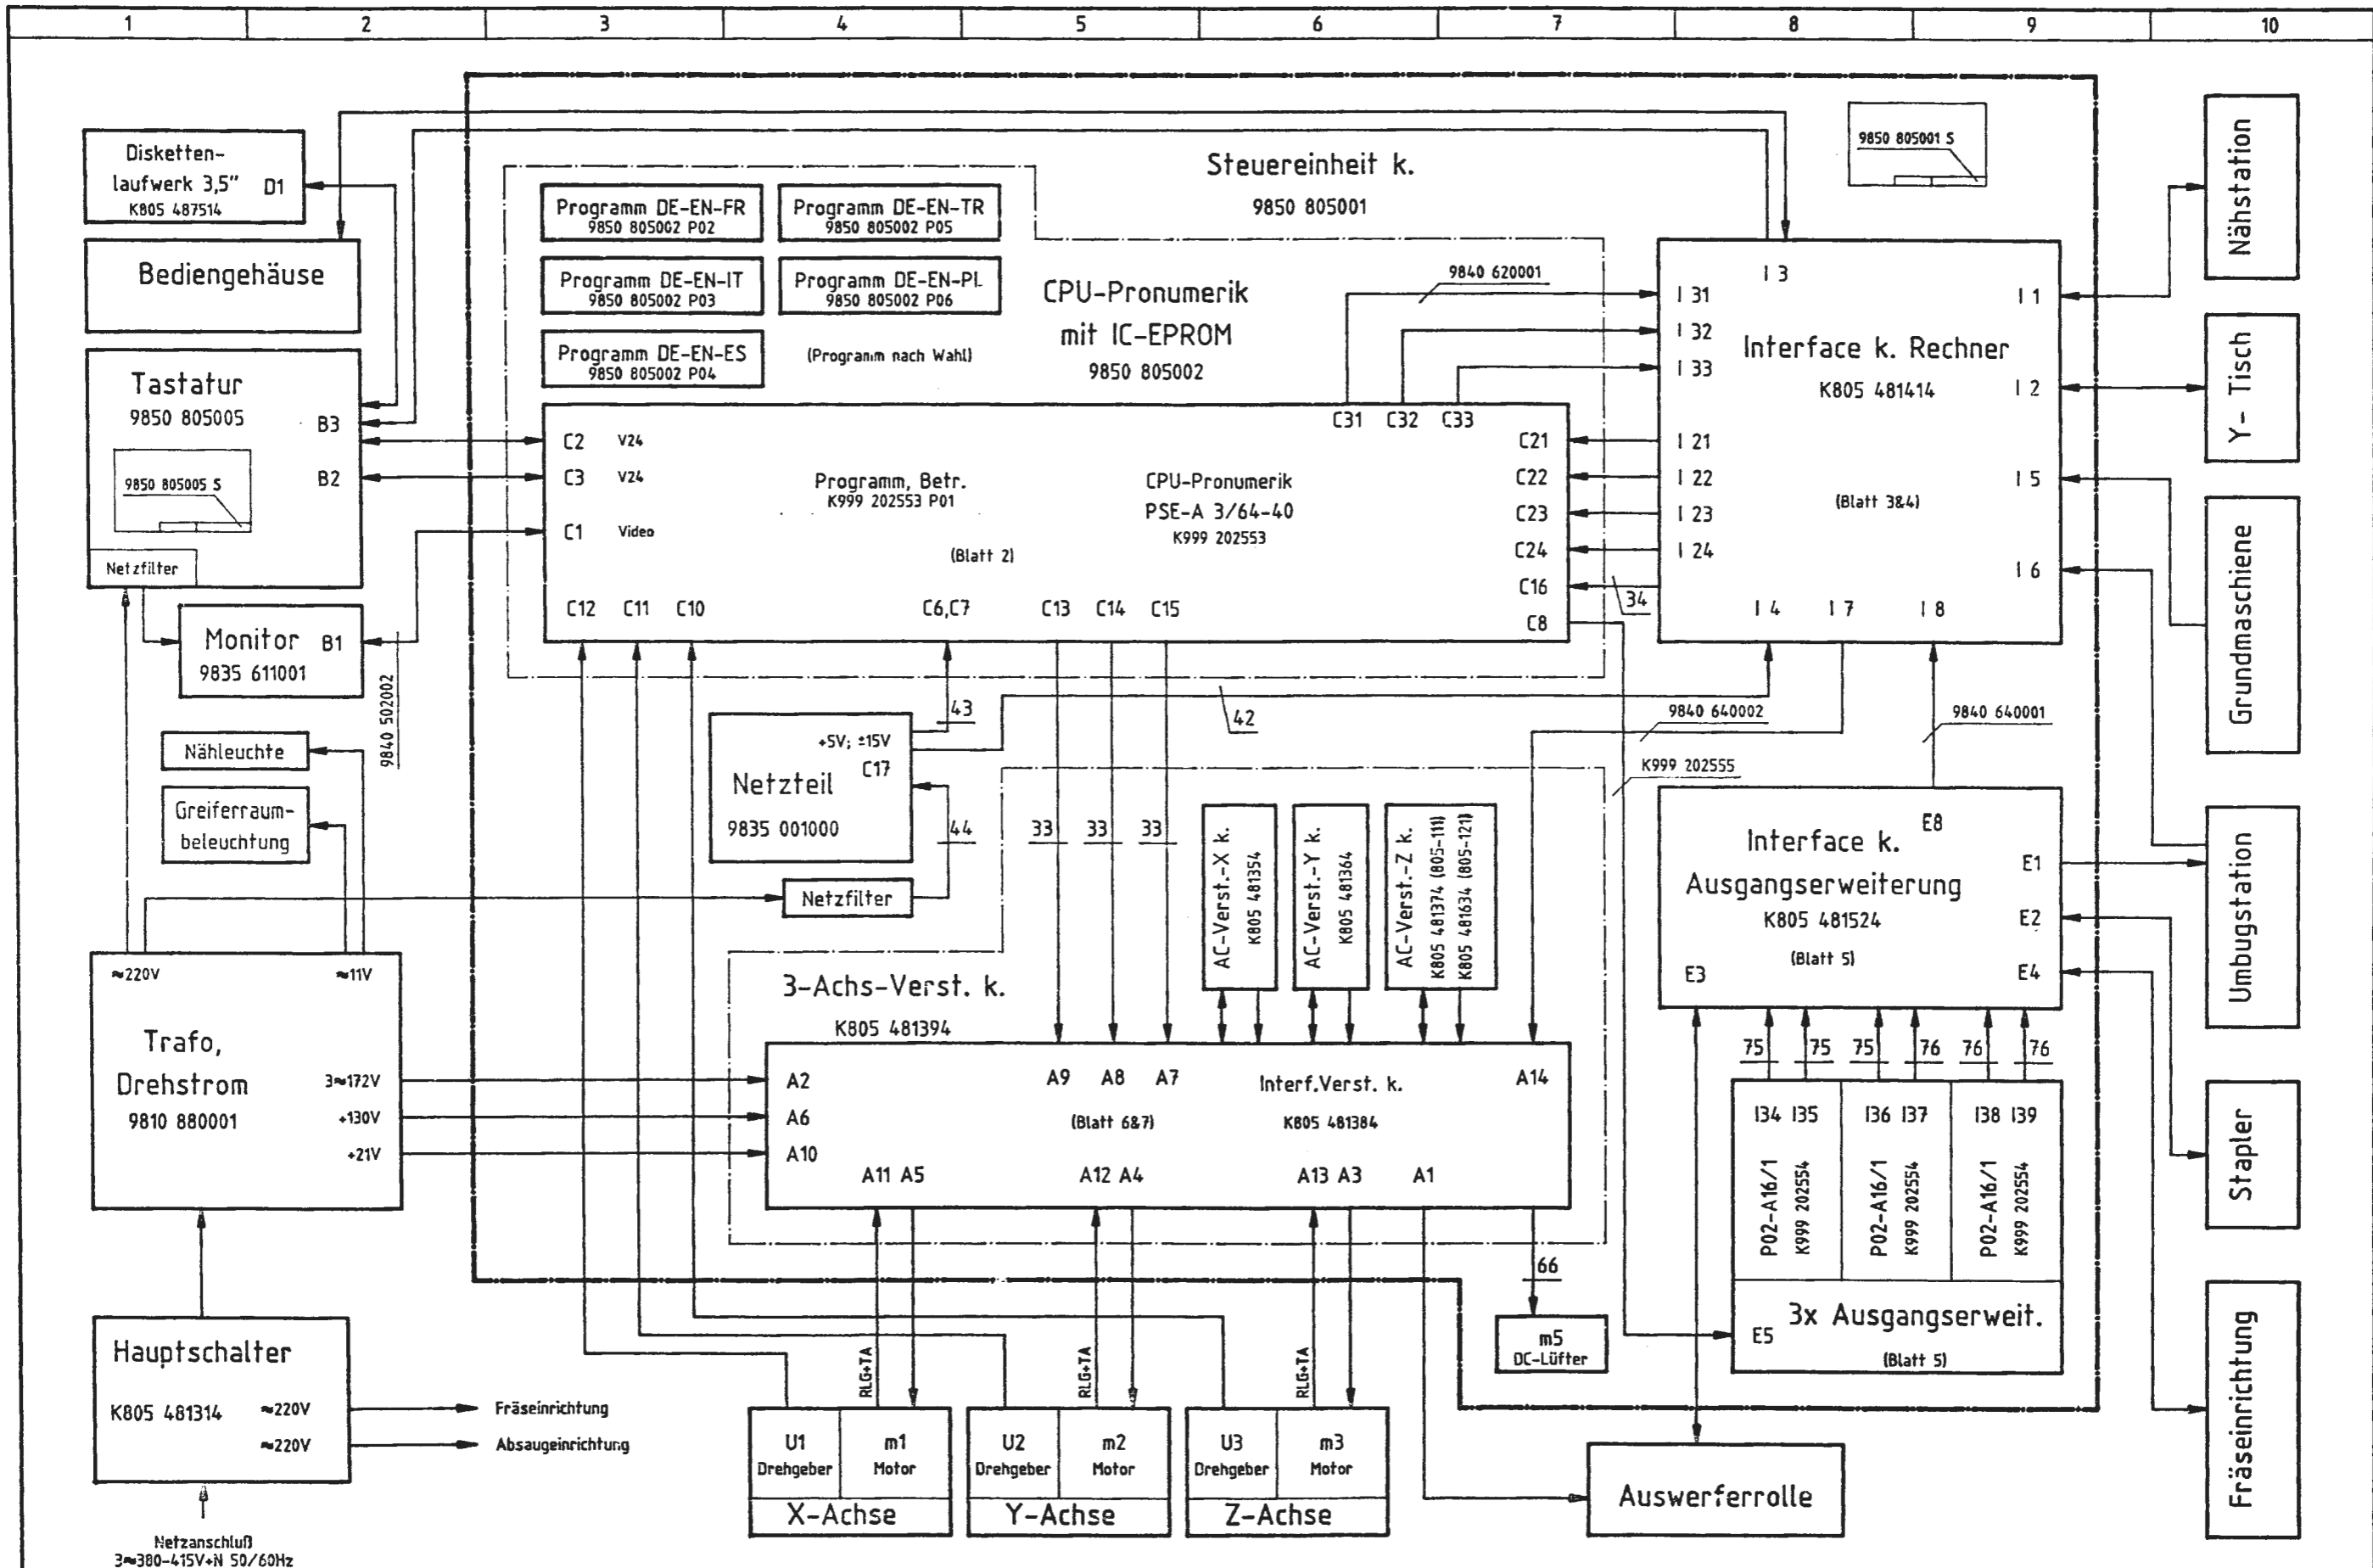 1 2 3 4 5 6 7 8 9 10
Disketten-
laufwerk 3,5" D1
K805 487514
Bediengehäuse
Tastatur
9850 805005
B3
B2
9850 805005 S
Netzfilter
Monitor B1
9835 611001
9840 502002
Nähleuchte
Greiferraum-
beleuchtung
≈220V ≈11V
Trafo,
Drehstrom
9810 880001
3≈172V
+130V
+21V
Hauptschalter
K805 481314
≈220V
≈220V
Fräseinrichtung
Absaugeinrichtung
Netzanschluß
3≈380-415V+N 50/60Hz
Steuereinheit k.
9850 805001
9850 805001 S
Programm DE-EN-FR
9850 805002 P02
Programm DE-EN-TR
9850 805002 P05
Programm DE-EN-IT
9850 805002 P03
Programm DE-EN-PL
9850 805002 P06
Programm DE-EN-ES
9850 805002 P04
(Programm nach Wahl)
CPU-Pronumerik
mit IC-EPROM
9850 805002
9840 620001
C31 C32 C33
C2 V24
C3 V24
C1 Video
Programm, Betr.
K999 202553 P01
CPU-Pronumerik
PSE-A 3/64-40
K999 202553
(Blatt 2)
C21
C22
C23
C24
C16
C8
C12 C11 C10 C6,C7 C13 C14 C15
34
I 3
I 31
I 32
I 33
I 1
Interface k. Rechner
K805 481414
I 2
I 21
I 22
I 23
I 24
I 5
(Blatt 3&4)
I 6
I 4 I 7 I 8
43
42
+5V; ±15V
C17
Netzteil
9835 001000
44
Netzfilter
33 33 33
9840 640002
9840 640001
K999 202555
AC-Verst.-X k.
K805 481354
AC-Verst.-Y k.
K805 481364
AC-Verst.-Z k.
K805 481374 (805-111)
K805 481634 (805-121)
3-Achs-Verst. k.
K805 481394
A2
A6
A10
A9 A8 A7
(Blatt 6&7)
Interf.Verst. k.
K805 481384
A14
A11 A5 A12 A4 A13 A3 A1
66
m5
DC-Lüfter
RLG+TA
RLG+TA
RLG+TA
U1
Drehgeber
m1
Motor
X-Achse
U2
Drehgeber
m2
Motor
Y-Achse
U3
Drehgeber
m3
Motor
Z-Achse
Auswerferrolle
E8
Interface k.
Ausgangserweiterung
K805 481524
(Blatt 5)
E1
E2
E3
E4
75 75 75 76 76 76
I34 I35 I36 I37 I38 I39
P02-A16/1
K999 202554
P02-A16/1
K999 202554
P02-A16/1
K999 202554
3x Ausgangserweit.
E5
(Blatt 5)
Nähstation
Y- Tisch
Grundmaschiene
Umbugstation
Stapler
Fräseinrichtung